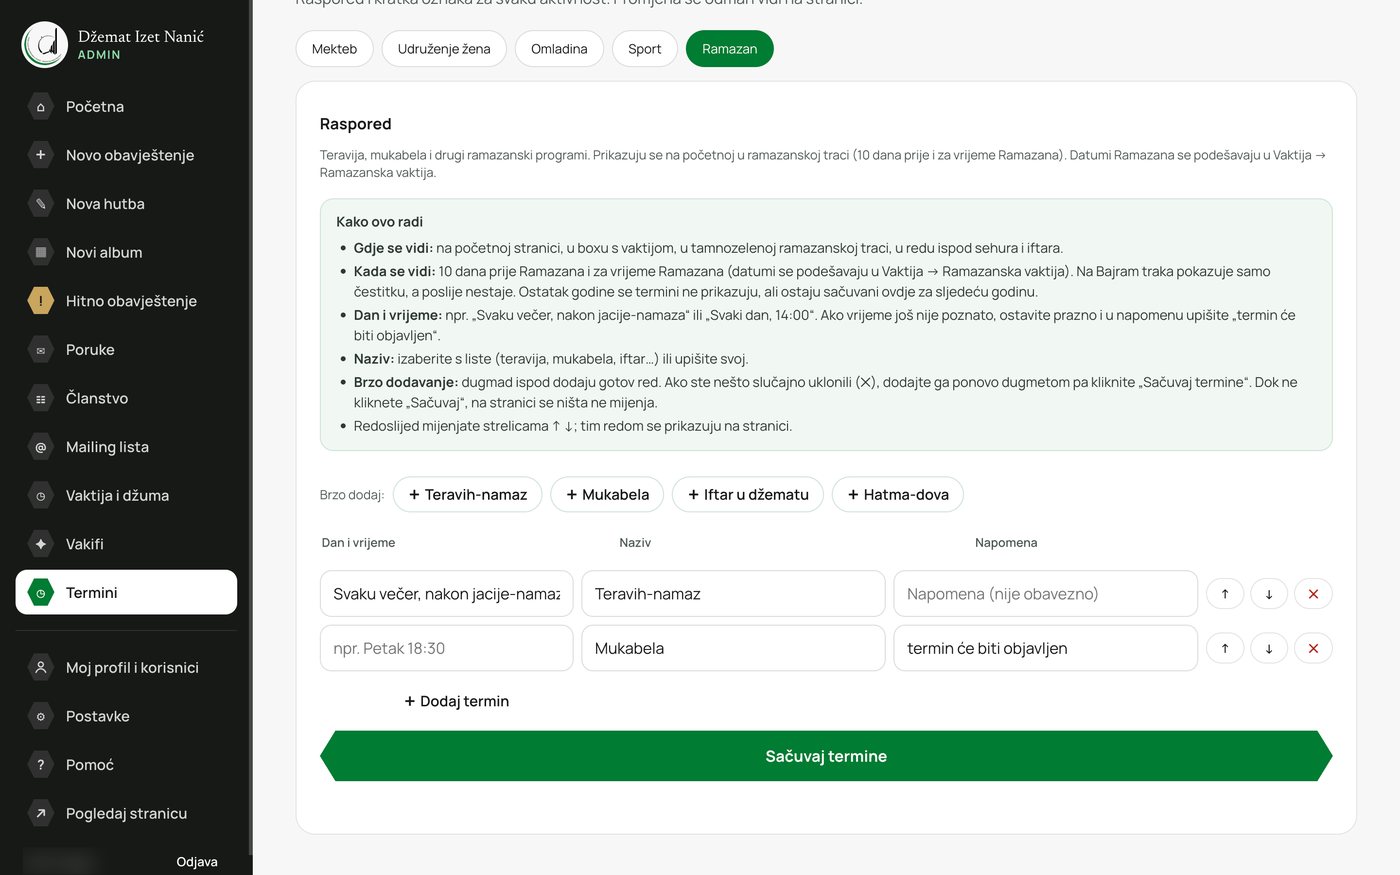 Džemat Izet Nanić
ADMIN
Početna
Novo obavještenje
Nova hutba
Novi album
Hitno obavještenje
Poruke
Članstvo
Mailing lista
Vaktija i džuma
Vakifi
Termini
Moj profil i korisnici
Postavke
Pomoć
Pogledaj stranicu
Odjava
Raspored i kratka oznaka za svaku aktivnost. Promjena se odmah vidi na stranici.
Mekteb
Udruženje žena
Omladina
Sport
Ramazan
Raspored
Teravija, mukabela i drugi ramazanski programi. Prikazuju se na početnoj u ramazanskoj traci (10 dana prije i za vrijeme Ramazana). Datumi Ramazana se podešavaju u Vaktija →
Ramazanska vaktija.
Kako ovo radi
• Gdje se vidi: na početnoj stranici, u boxu s vaktijom, u tamnozelenoj ramazanskoj traci, u redu ispod sehura i iftara.
• Kada se vidi: 10 dana prije Ramazana i za vrijeme Ramazana (datumi se podešavaju u Vaktija → Ramazanska vaktija). Na Bajram traka pokazuje samo
čestitku, a poslije nestaje. Ostatak godine se termini ne prikazuju, ali ostaju sačuvani ovdje za sljedeću godinu.
• Dan i vrijeme: npr. „Svaku večer, nakon jacije-namaza“ ili „Svaki dan, 14:00“. Ako vrijeme još nije poznato, ostavite prazno i u napomenu upišite „termin će
biti objavljen“.
• Naziv: izaberite s liste (teravija, mukabela, iftar…) ili upišite svoj.
• Brzo dodavanje: dugmad ispod dodaju gotov red. Ako ste nešto slučajno uklonili (✕), dodajte ga ponovo dugmetom pa kliknite „Sačuvaj termine“. Dok ne
kliknete „Sačuvaj“, na stranici se ništa ne mijenja.
• Redoslijed mijenjate strelicama ↑ ↓; tim redom se prikazuju na stranici.
Brzo dodaj:
+ Teravih-namaz
+ Mukabela
+ Iftar u džematu
+ Hatma-dova
Dan i vrijeme
Naziv
Napomena
Svaku večer, nakon jacije-namaz
Teravih-namaz
Napomena (nije obavezno)
↑ ↓ ✕
npr. Petak 18:30
Mukabela
termin će biti objavljen
↑ ↓ ✕
+ Dodaj termin
Sačuvaj termine